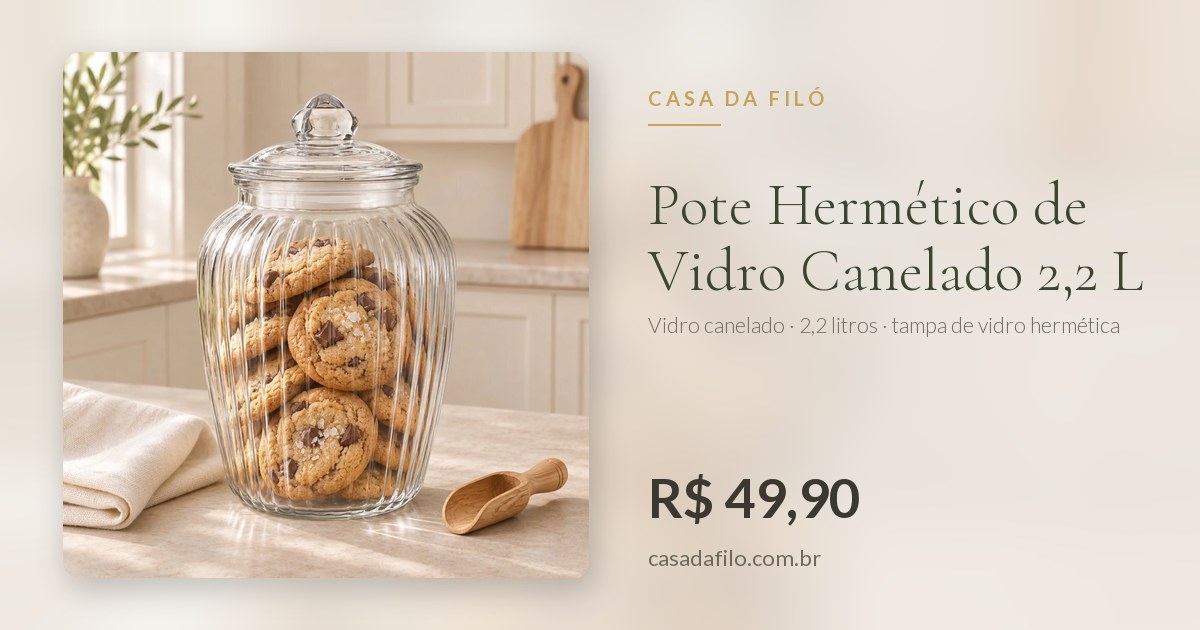 CASA DA FILÓ
Pote Hermético de
Vidro Canelado 2,2 L
Vidro canelado · 2,2 litros · tampa de vidro hermética
R$ 49,90
casadafilo.com.br